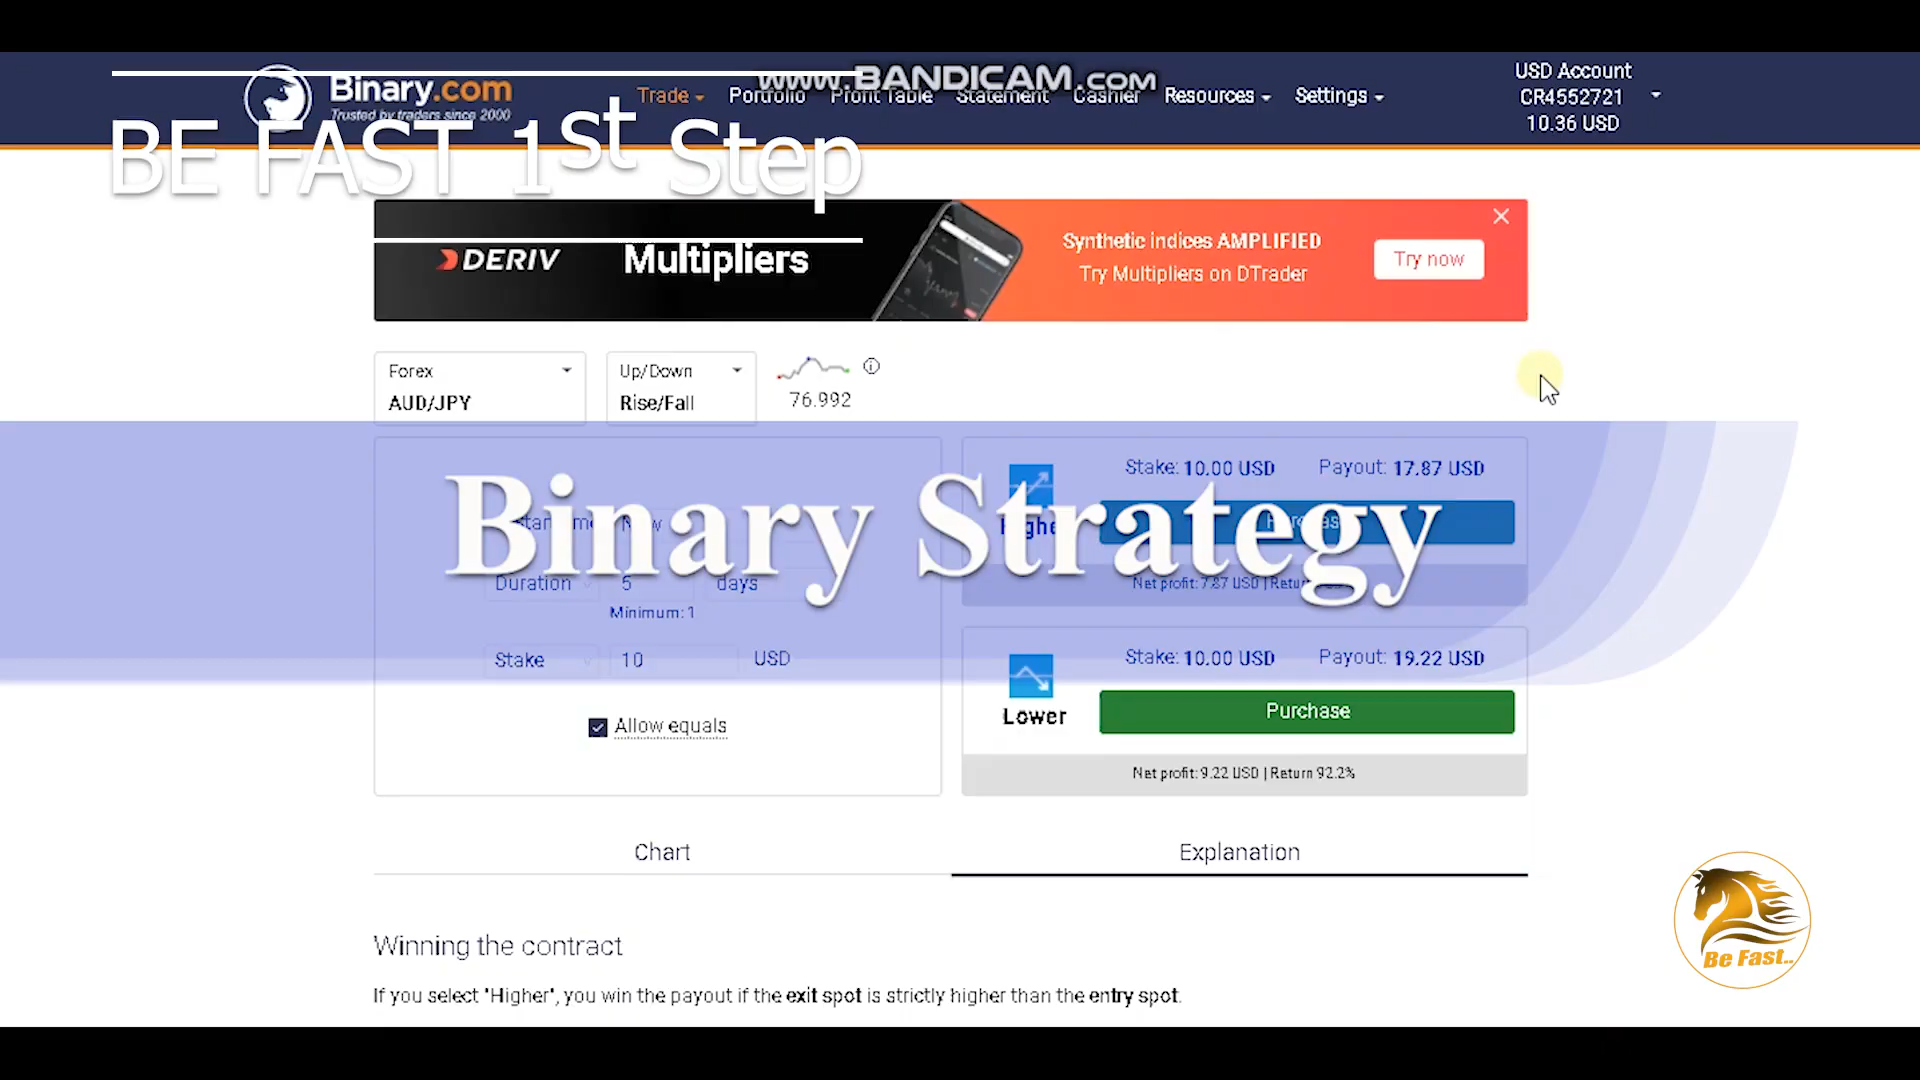 www.BANDICAM.com
Binary.com
Trusted by traders since 2000
Trade
Portfolio
Profit Table
Statement
Cashier
Resources
Settings
USD Account
CR4552721
10.36 USD
BE FAST 1st Step
DERIV
Multipliers
Synthetic indices AMPLIFIED
Try Multipliers on DTrader
Try now
Forex
AUD/JPY
Up/Down
Rise/Fall
76.992
Binary Strategy
Duration
5
days
Minimum: 1
Stake
10
USD
Allow equals
Stake: 10.00 USD
Payout: 17.87 USD
Net profit: 7.87 USD |
Stake: 10.00 USD
Payout: 19.22 USD
Lower
Purchase
Net profit: 9.22 USD | Return 92.2%
Chart
Explanation
Winning the contract
If you select 'Higher', you win the payout if the exit spot is strictly higher than the entry spot.
Be Fast..